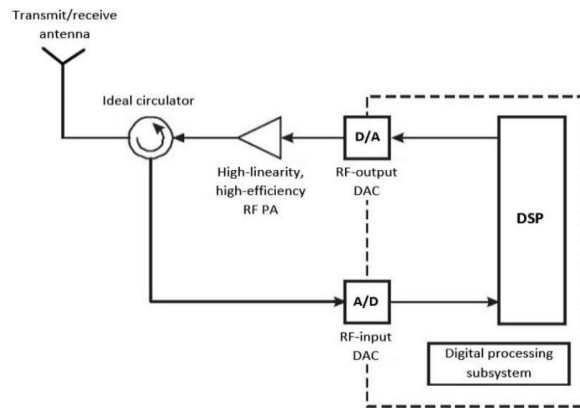 Transmit/receive
antenna
Ideal circulator
D/A
High-linearity,
high-efficiency
RF PA
RF-output
DAC
DSP
A/D
RF-input
DAC
Digital processing
subsystem